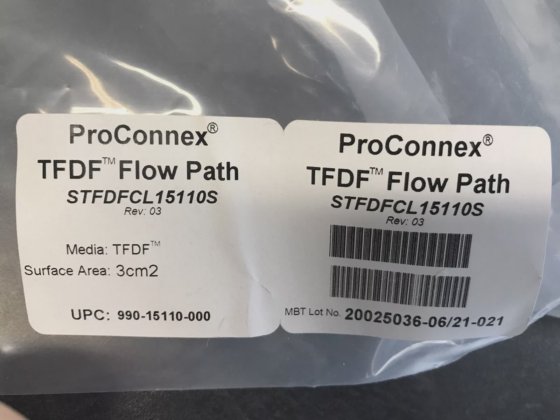 ProConnex®
TFDF™ Flow Path
STFDFCL15110S
Rev: 03
Media: TFDF™
Surface Area: 3cm2
UPC: 990-15110-000
ProConnex®
TFDF™ Flow Path
STFDFCL15110S
Rev: 03
MBT Lot No. 20025036-06/21-021